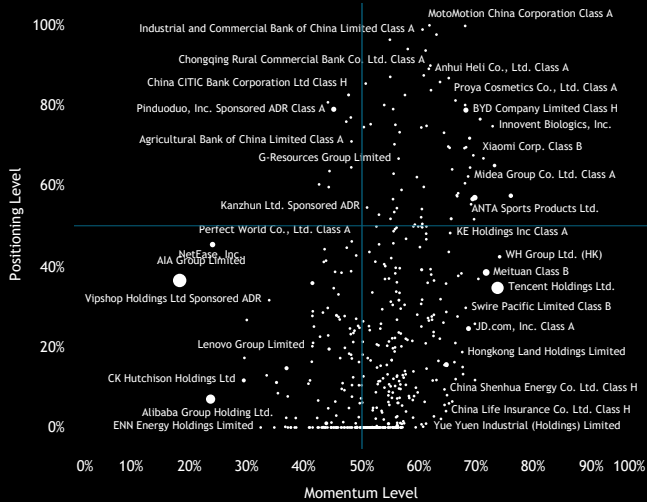 MotoMotion China Corporation Class A
100%
Industrial and Commercial Bank of China Limited Class A
Chongqing Rural Commercial Bank Co. Ltd. Class A
Anhui Heli Co., Ltd. Class A
China CITIC Bank Corporation Ltd Class H
Proya Cosmetics Co., Ltd. Class A
80%
Pinduoduo, Inc. Sponsored ADR Class A
BYD Company Limited Class H
Innovent Biologics, Inc.
Agricultural Bank of China Limited Class A
Xiaomi Corp. Class B
G-Resources Group Limited
Midea Group Co. Ltd. Class A
60%
Kanzhun Ltd. Sponsored ADR
ANTA Sports Products Ltd.
Perfect World Co., Ltd. Class A
KE Holdings Inc Class A
NetEase, Inc.
WH Group Ltd. (HK)
AIA Group Limited
40%
Meituan Class B
Tencent Holdings Ltd.
Vipshop Holdings Ltd Sponsored ADR
Swire Pacific Limited Class B
JD.com, Inc. Class A
20%
Lenovo Group Limited
Hongkong Land Holdings Limited
CK Hutchison Holdings Ltd
China Shenhua Energy Co. Ltd. Class H
Alibaba Group Holding Ltd.
China Life Insurance Co. Ltd. Class H
0%
ENN Energy Holdings Limited
Yue Yuen Industrial (Holdings) Limited
Positioning Level
0% 10% 20% 30% 40% 50% 60% 70% 80% 90% 100%
Momentum Level